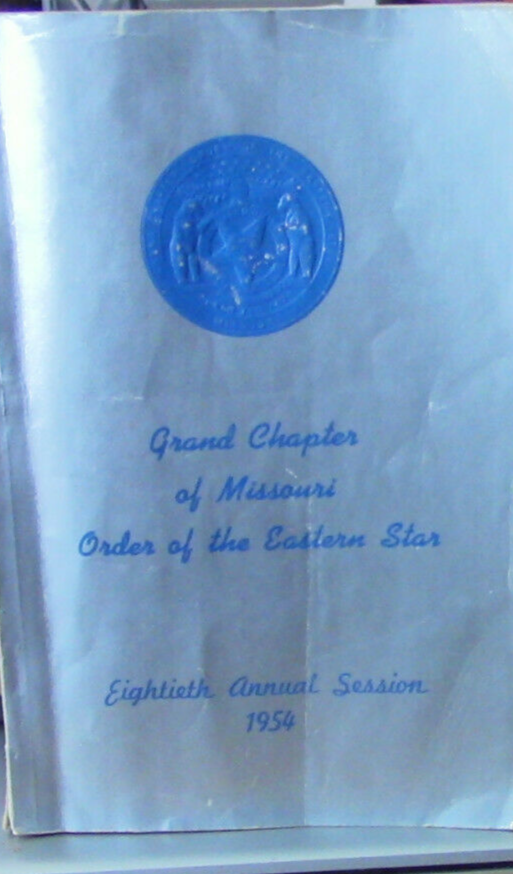 Grand Chapter
of Missouri
Order of the Eastern Star
Eightieth Annual Session
1954